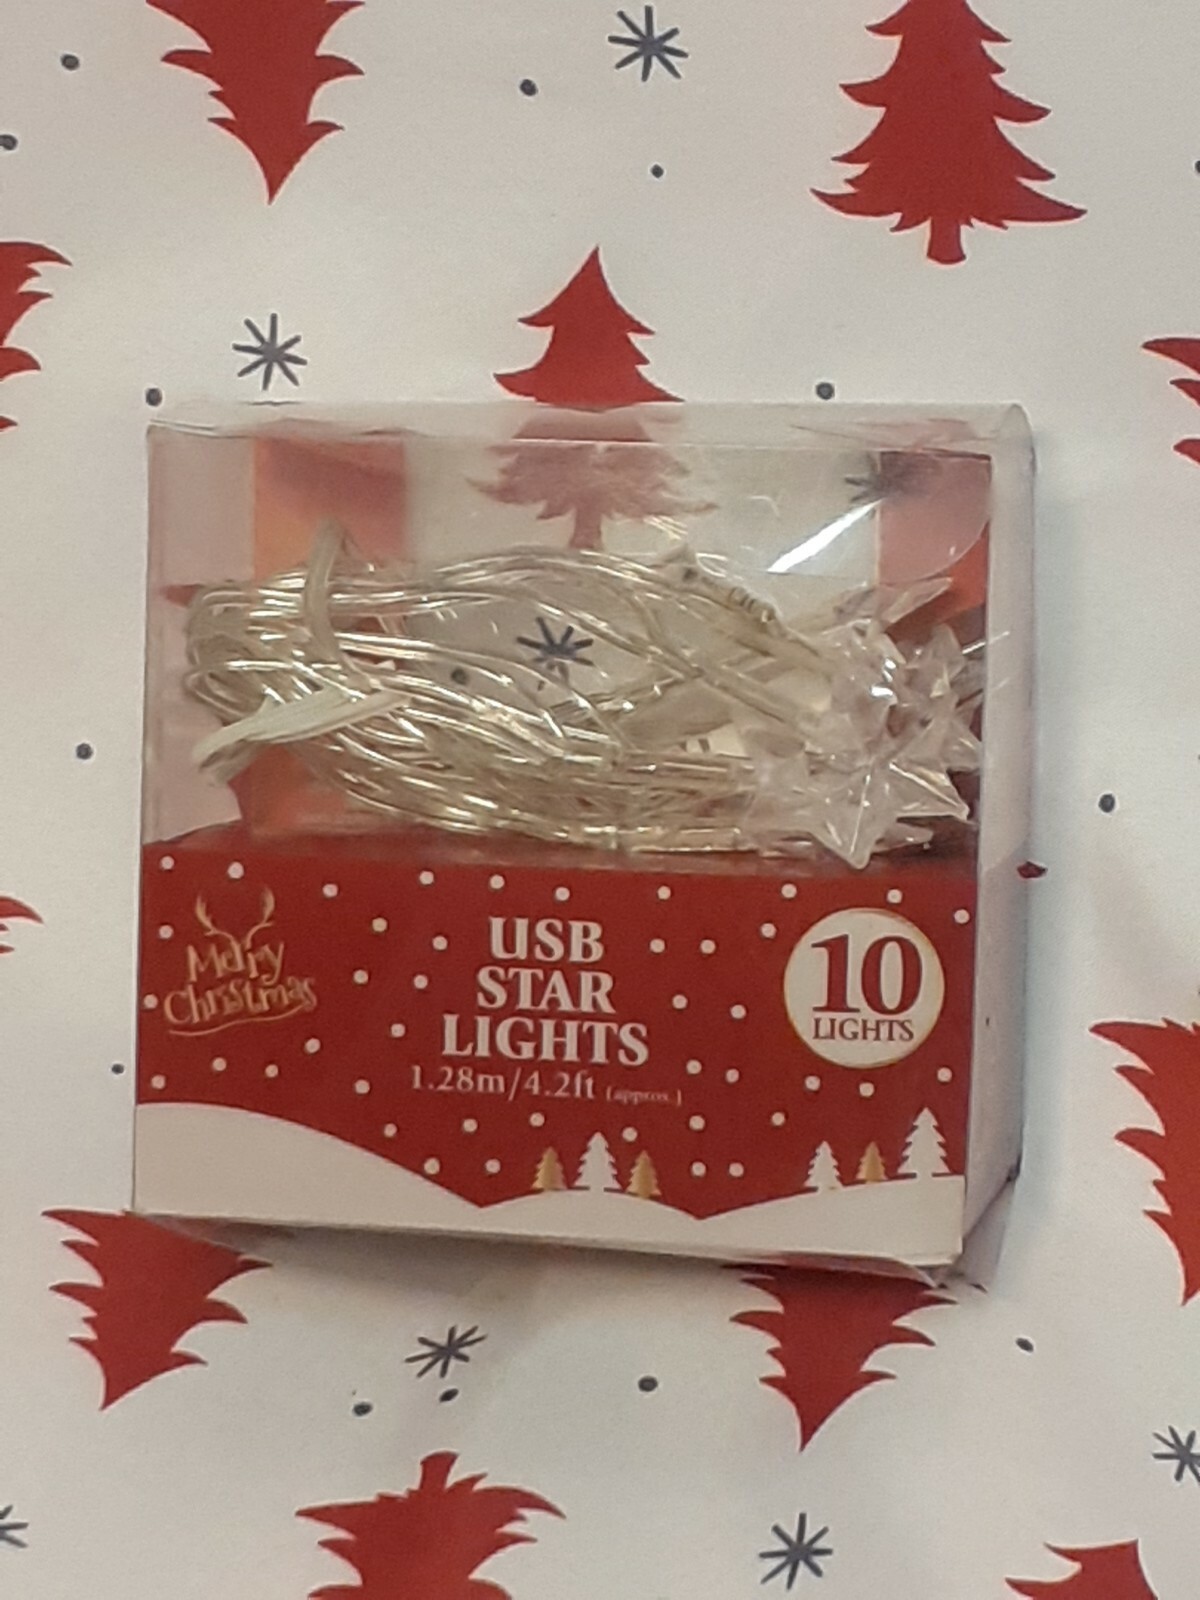 Merry
Christmas
USB
STAR
LIGHTS
1.28m/4.2ft (approx.)
10
LIGHTS